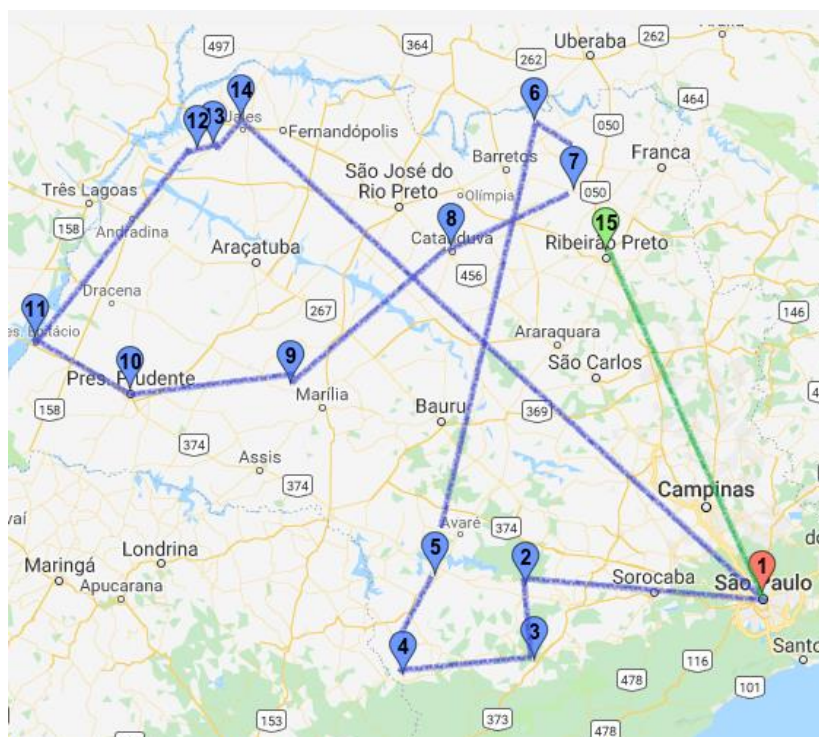 497
364
262
Uberaba
262
14
6
464
12
13
Jales
Fernandópolis
050
7
Barretos
Franca
São José do
Rio Preto
Olímpia
050
Três Lagoas
158
Andradina
8
Catanduva
15
Ribeirão Preto
Araçatuba
456
Dracena
267
146
11
Pres. Epitácio
Araraquara
10
9
São Carlos
Pres. Prudente
Marília
158
Bauru
369
374
Assis
374
Campinas
Avaré
374
Londrina
5
2
1
Maringá
Sorocaba
São Paulo
Apucarana
4
3
Santo
478
116
101
153
373
478